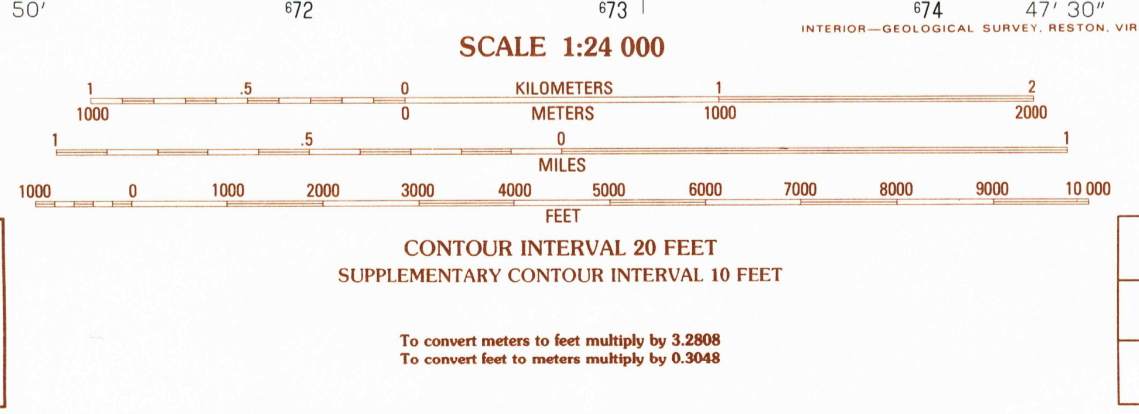 50′ ⁶72 ⁶73 ⁶74 47′ 30″
INTERIOR—GEOLOGICAL SURVEY, RESTON, VIR
SCALE 1:24 000
1 .5 0 KILOMETERS 1 2
1000 0 METERS 1000 2000
1 .5 0 1
MILES
1000 0 1000 2000 3000 4000 5000 6000 7000 8000 9000 10 000
FEET
CONTOUR INTERVAL 20 FEET
SUPPLEMENTARY CONTOUR INTERVAL 10 FEET
To convert meters to feet multiply by 3.2808
To convert feet to meters multiply by 0.3048